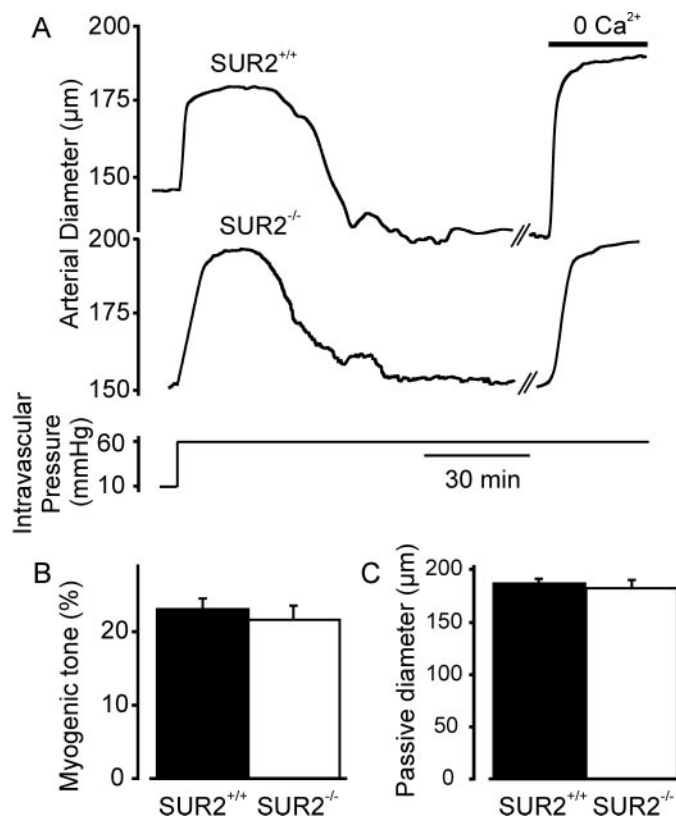 A
0 Ca²⁺
Arterial Diameter (µm)
200
175
150
SUR2⁺/⁺
200
175
150
SUR2⁻/⁻
Intravascular
Pressure
(mmHg)
60
10
30 min
B
Myogenic tone (%)
20
10
0
SUR2⁺/⁺ SUR2⁻/⁻
C
Passive diameter (µm)
200
150
100
50
0
SUR2⁺/⁺ SUR2⁻/⁻